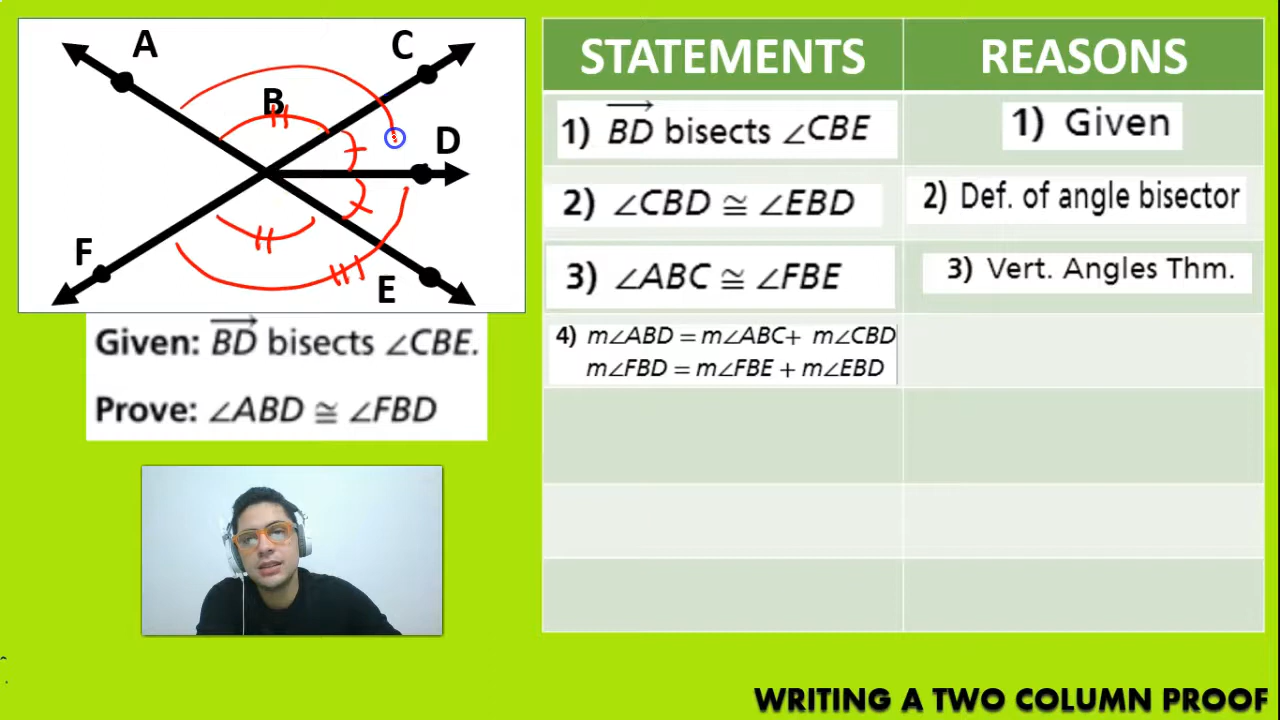 A
C
B
D
F
E
Given: BD bisects ∠CBE.
Prove: ∠ABD ≅ ∠FBD
STATEMENTS
REASONS
1) BD bisects ∠CBE
1) Given
2) ∠CBD ≅ ∠EBD
2) Def. of angle bisector
3) ∠ABC ≅ ∠FBE
3) Vert. Angles Thm.
4) m∠ABD = m∠ABC+ m∠CBD
m∠FBD = m∠FBE + m∠EBD
WRITING A TWO COLUMN PROOF